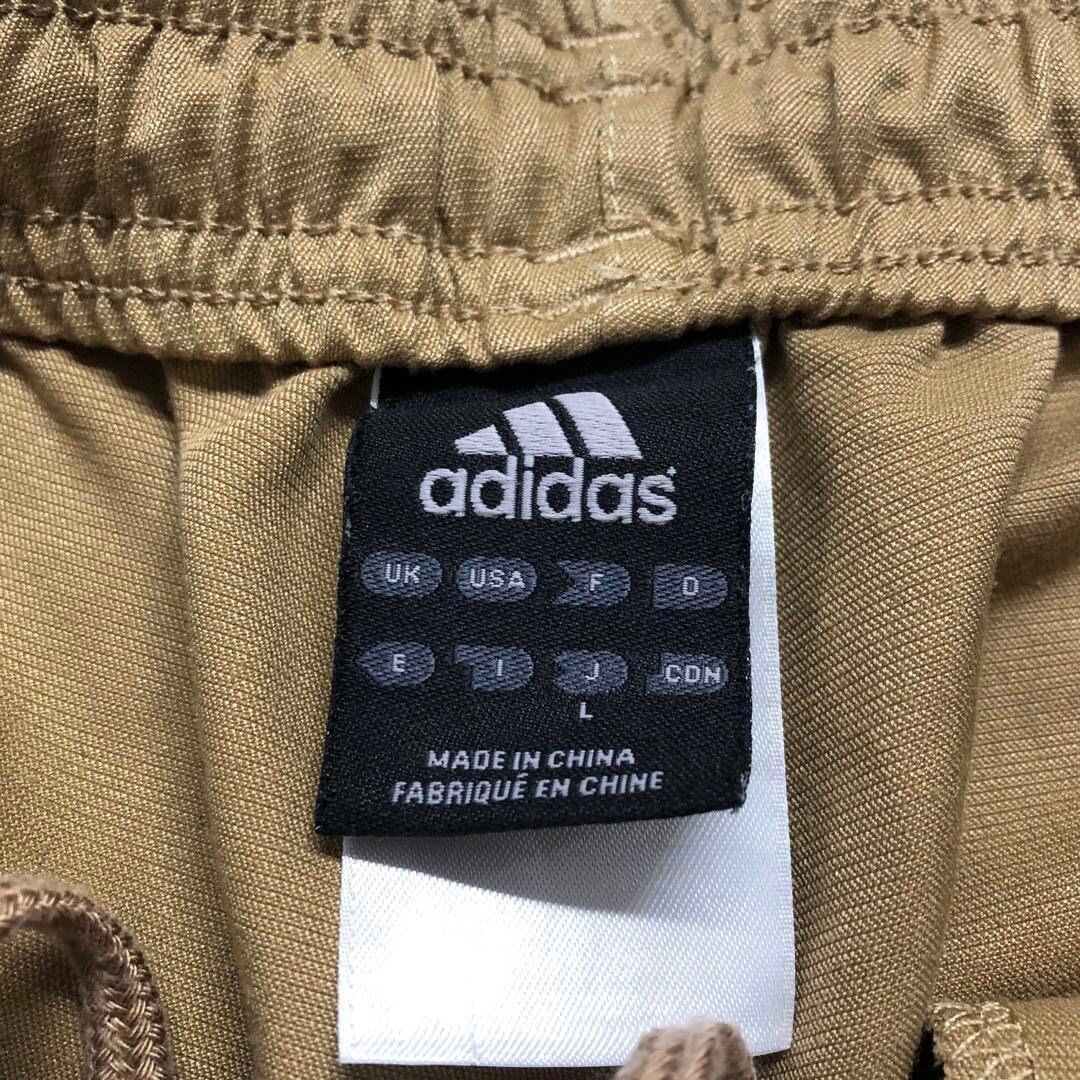 adidas
UK USA F D
E I J CDN
L
MADE IN CHINA
FABRIQUÉ EN CHINE